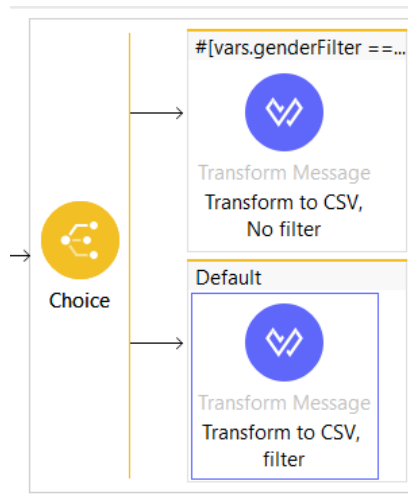 #[vars.genderFilter ==...
Transform Message
Transform to CSV,
No filter
Choice
Default
Transform Message
Transform to CSV,
filter